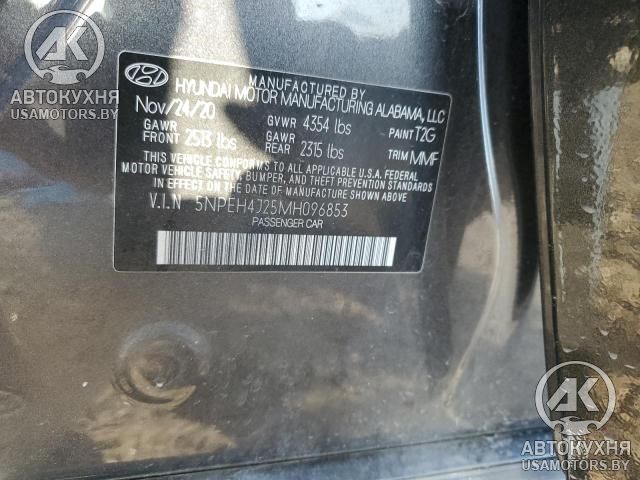 MANUFACTURED BY
HYUNDAI MOTOR MANUFACTURING ALABAMA, LLC
Nov/24/20 GVWR 4354 lbs PAINT T2G
GAWR FRONT 2513 lbs GAWR REAR 2315 lbs TRIM MMF
THIS VEHICLE CONFORMS TO ALL APPLICABLE U.S.A FEDERAL
MOTOR VEHICLE SAFETY, BUMPER, AND THEFT PREVENTION STANDARDS
IN EFFECT ON THE DATE OF MANUFACTURE SHOWN ABOVE.
V.I.N 5NPEH4J25MH096853
PASSENGER CAR
АК
АВТОКУХНЯ
USAMOTORS.BY
АК
АВТОКУХНЯ
USAMOTORS.BY